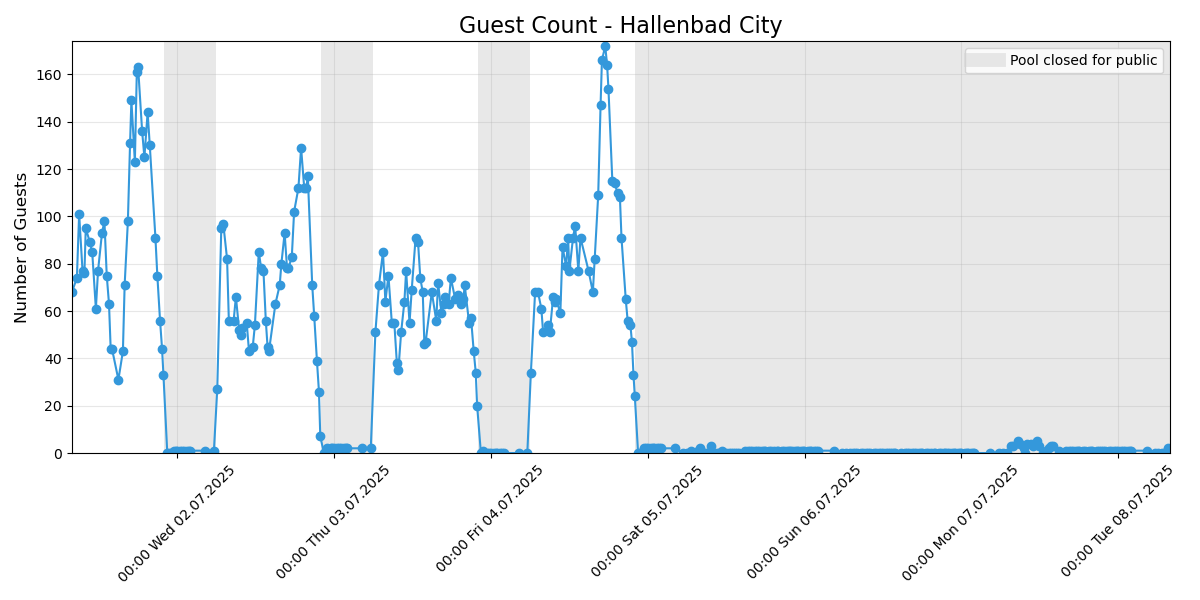 Guest Count - Hallenbad City
Pool closed for public
Number of Guests
160
140
120
100
80
60
40
20
0
00:00 Wed 02.07.2025
00:00 Thu 03.07.2025
00:00 Fri 04.07.2025
00:00 Sat 05.07.2025
00:00 Sun 06.07.2025
00:00 Mon 07.07.2025
00:00 Tue 08.07.2025